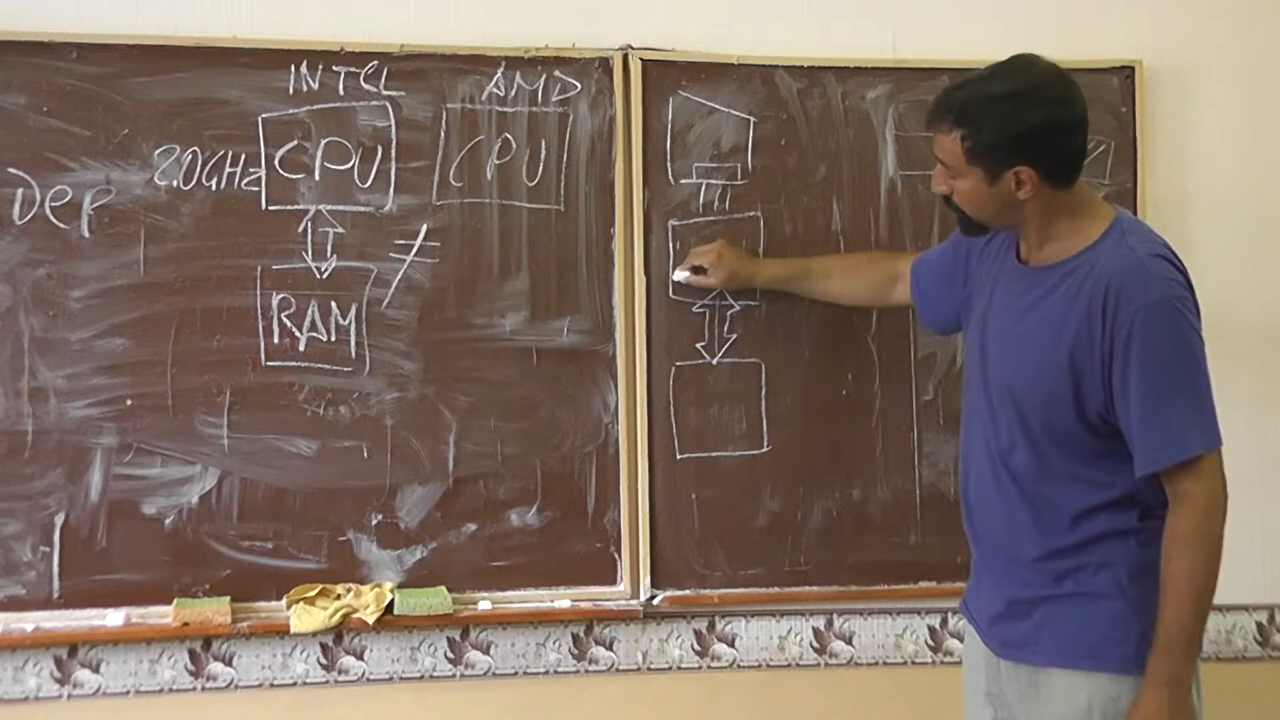 INTEL AMD
CPU CPU
2.0GHz
Dep
≠
RAM